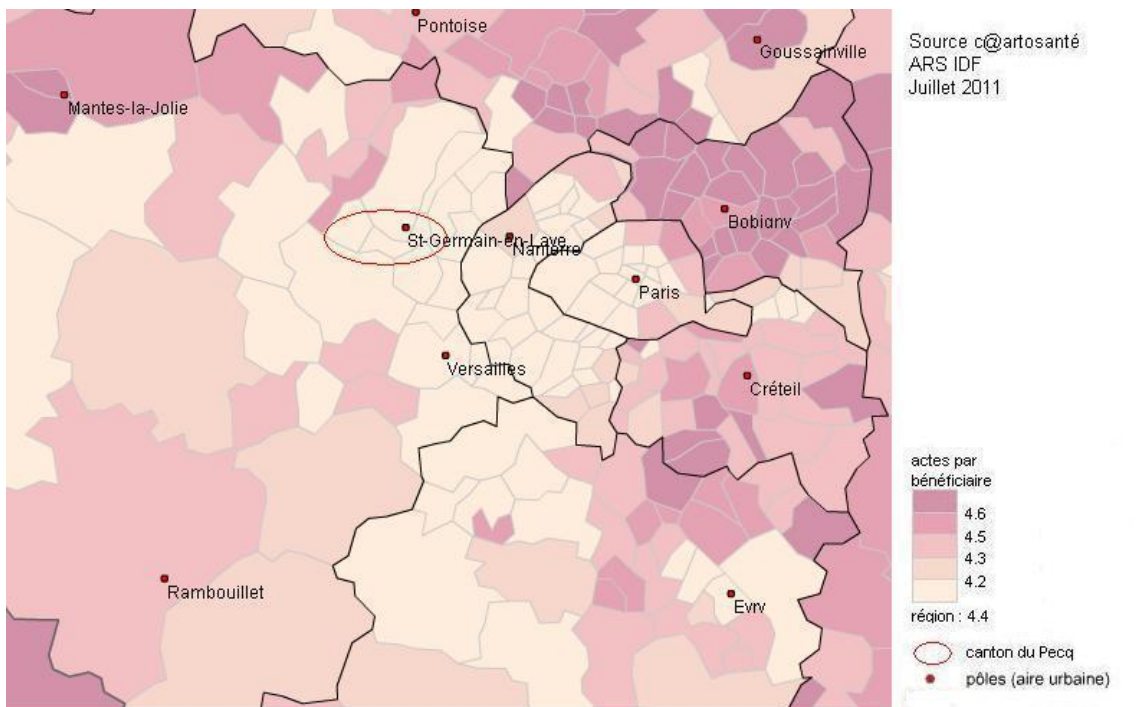 Pontoise
Goussainville
Source c@artosanté
ARS IDF
Juillet 2011
Mantes-la-Jolie
Bobigny
St-Germain-en-Laye
Nanterre
Paris
Versailles
Créteil
actes par
bénéficiaire
4.6
4.5
4.3
4.2
Rambouillet
Evry
région : 4.4
canton du Pecq
pôles (aire urbaine)